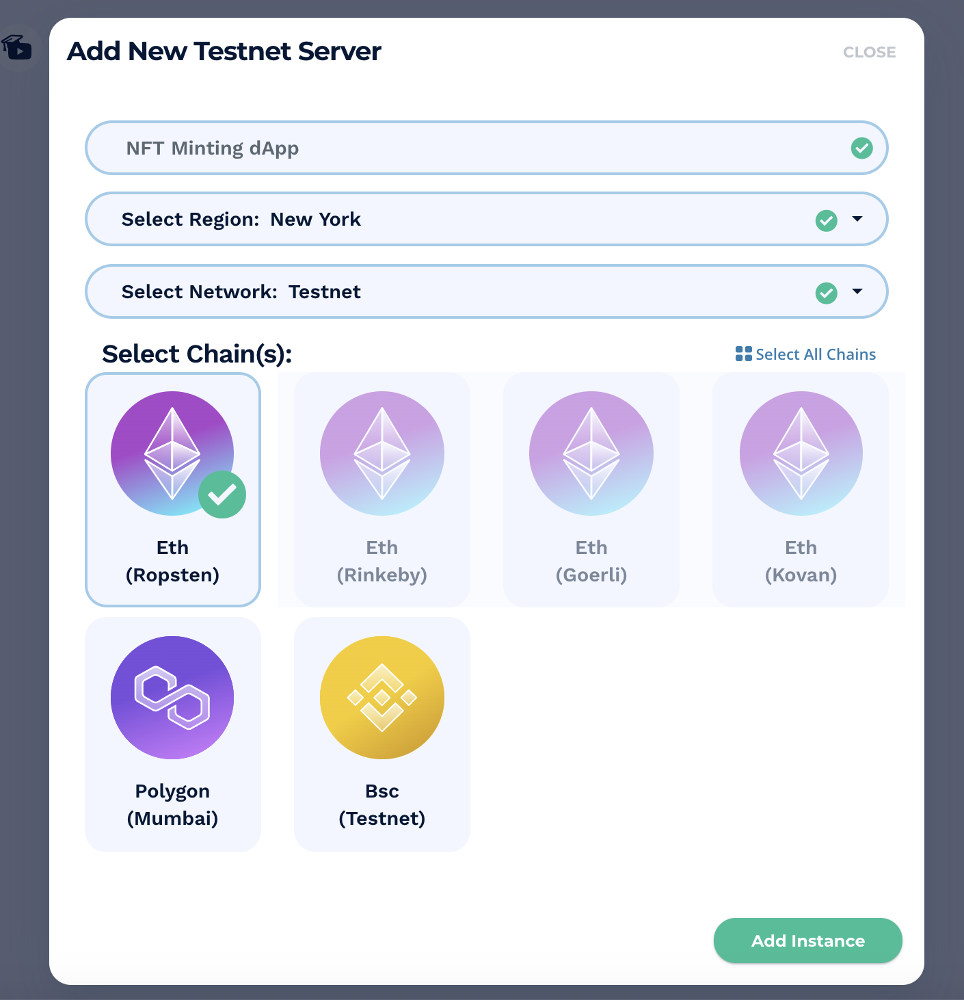 Add New Testnet Server
CLOSE
NFT Minting dApp
Select Region: New York
Select Network: Testnet
Select Chain(s):
Select All Chains
Eth
(Ropsten)
Eth
(Rinkeby)
Eth
(Goerli)
Eth
(Kovan)
Polygon
(Mumbai)
Bsc
(Testnet)
Add Instance